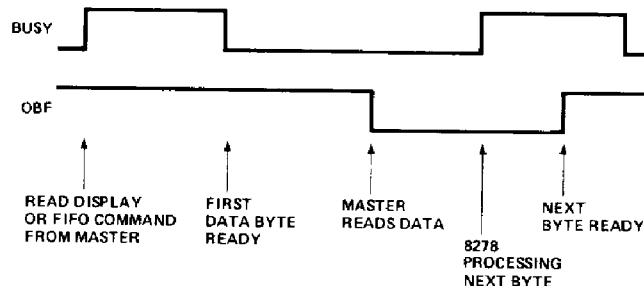 BUSY
OBF
READ DISPLAY
OR FIFO COMMAND
FROM MASTER
FIRST
DATA BYTE
READY
MASTER
READS DATA
8278
PROCESSING
NEXT BYTE
NEXT
BYTE READY